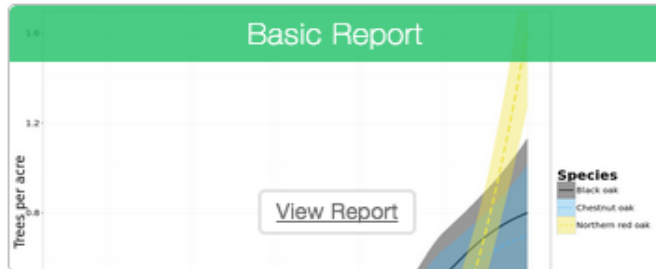 Basic Report
1.6
1.2
Trees per acre
0.8
View Report
Species
Black oak
Chestnut oak
Northern red oak